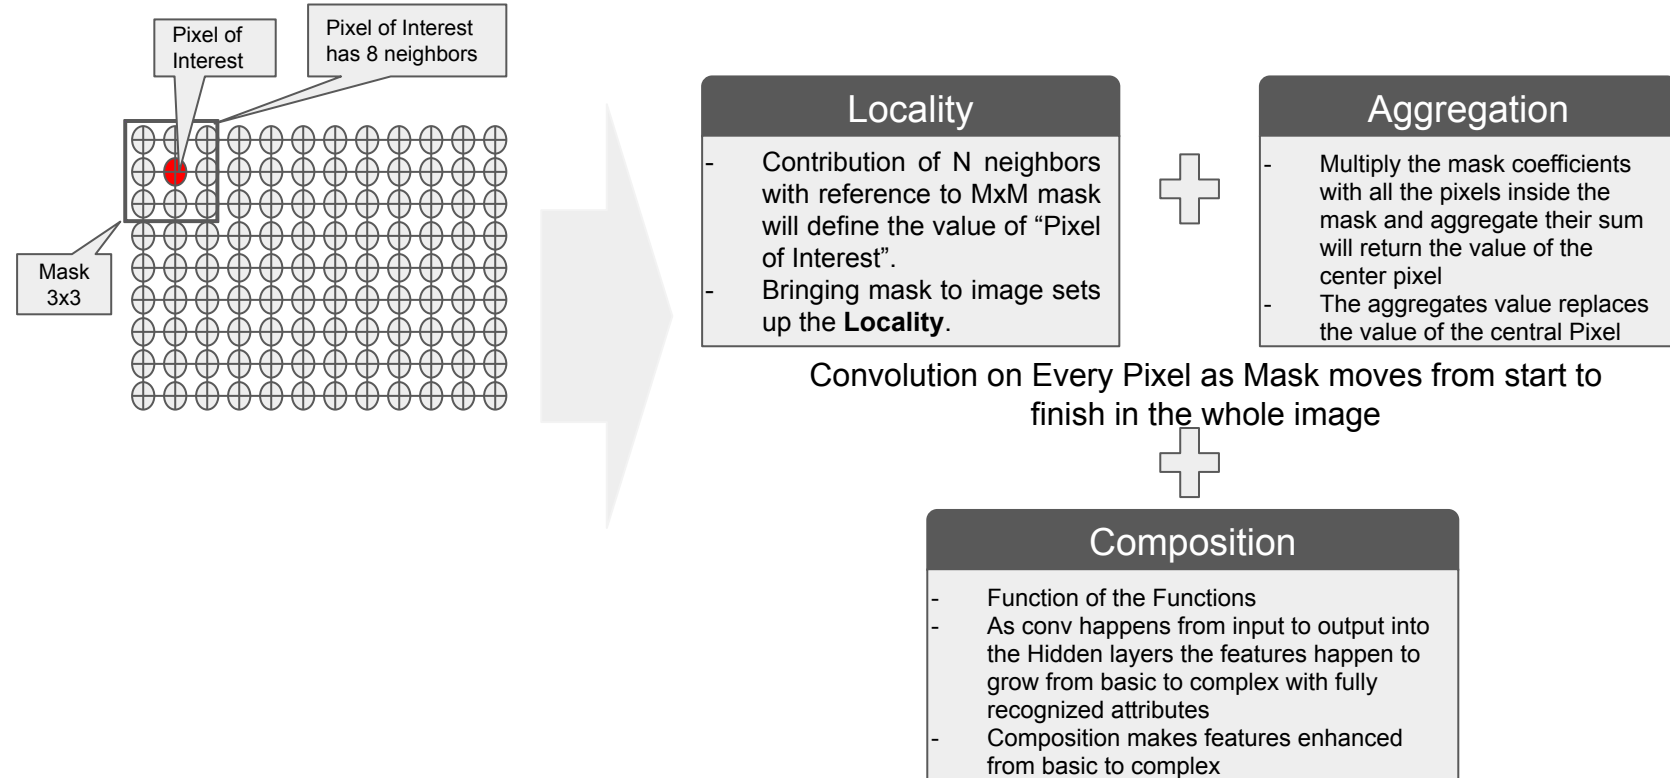 Pixel of
Interest
Pixel of Interest
has 8 neighbors
Mask
3x3
Locality
- Contribution of N neighbors
with reference to MxM mask
will define the value of “Pixel
of Interest”.
- Bringing mask to image sets
up the Locality.
Aggregation
- Multiply the mask coefficients
with all the pixels inside the
mask and aggregate their sum
will return the value of the
center pixel
- The aggregates value replaces
the value of the central Pixel
Convolution on Every Pixel as Mask moves from start to
finish in the whole image
Composition
- Function of the Functions
- As conv happens from input to output into
the Hidden layers the features happen to
grow from basic to complex with fully
recognized attributes
- Composition makes features enhanced
from basic to complex